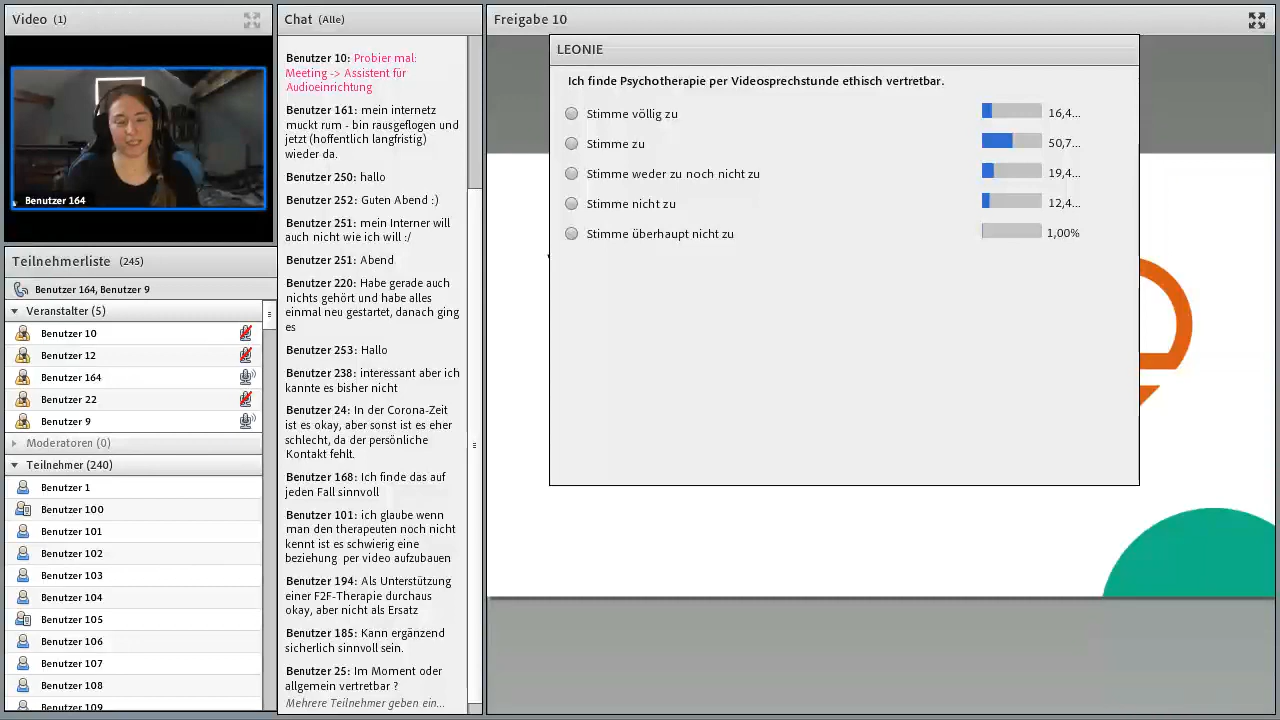 Video (1)
Benutzer 164
Teilnehmerliste (245)
Benutzer 164, Benutzer 9
Veranstalter (5)
Benutzer 10
Benutzer 12
Benutzer 164
Benutzer 22
Benutzer 9
Moderatoren (0)
Teilnehmer (240)
Benutzer 1
Benutzer 100
Benutzer 101
Benutzer 102
Benutzer 103
Benutzer 104
Benutzer 105
Benutzer 106
Benutzer 107
Benutzer 108
Benutzer 109
Chat (Alle)
Benutzer 10: Probier mal:
Meeting -> Assistent für
Audioeinrichtung
Benutzer 161: mein internetz
muckt rum - bin rausgeflogen und
jetzt (hoffentlich langfristig)
wieder da.
Benutzer 250: hallo
Benutzer 252: Guten Abend :)
Benutzer 251: mein Interner will
auch nicht wie ich will :/
Benutzer 251: Abend
Benutzer 220: Habe gerade auch
nichts gehört und habe alles
einmal neu gestartet, danach ging
es
Benutzer 253: Hallo
Benutzer 238: interessant aber ich
kannte es bisher nicht
Benutzer 24: In der Corona-Zeit
ist es okay, aber sonst ist es eher
schlecht, da der persönliche
Kontakt fehlt.
Benutzer 168: Ich finde das auf
jeden Fall sinnvoll
Benutzer 101: ich glaube wenn
man den therapeuten noch nicht
kennt ist es schwierig eine
beziehung per video aufzubauen
Benutzer 194: Als Unterstützung
einer F2F-Therapie durchaus
okay, aber nicht als Ersatz
Benutzer 185: Kann ergänzend
sicherlich sinnvoll sein.
Benutzer 25: Im Moment oder
allgemein vertretbar ?
Mehrere Teilnehmer geben ein...
Freigabe 10
LEONIE
Ich finde Psychotherapie per Videosprechstunde ethisch vertretbar.
Stimme völlig zu 16,4...
Stimme zu 50,7...
Stimme weder zu noch nicht zu 19,4...
Stimme nicht zu 12,4...
Stimme überhaupt nicht zu 1,00%